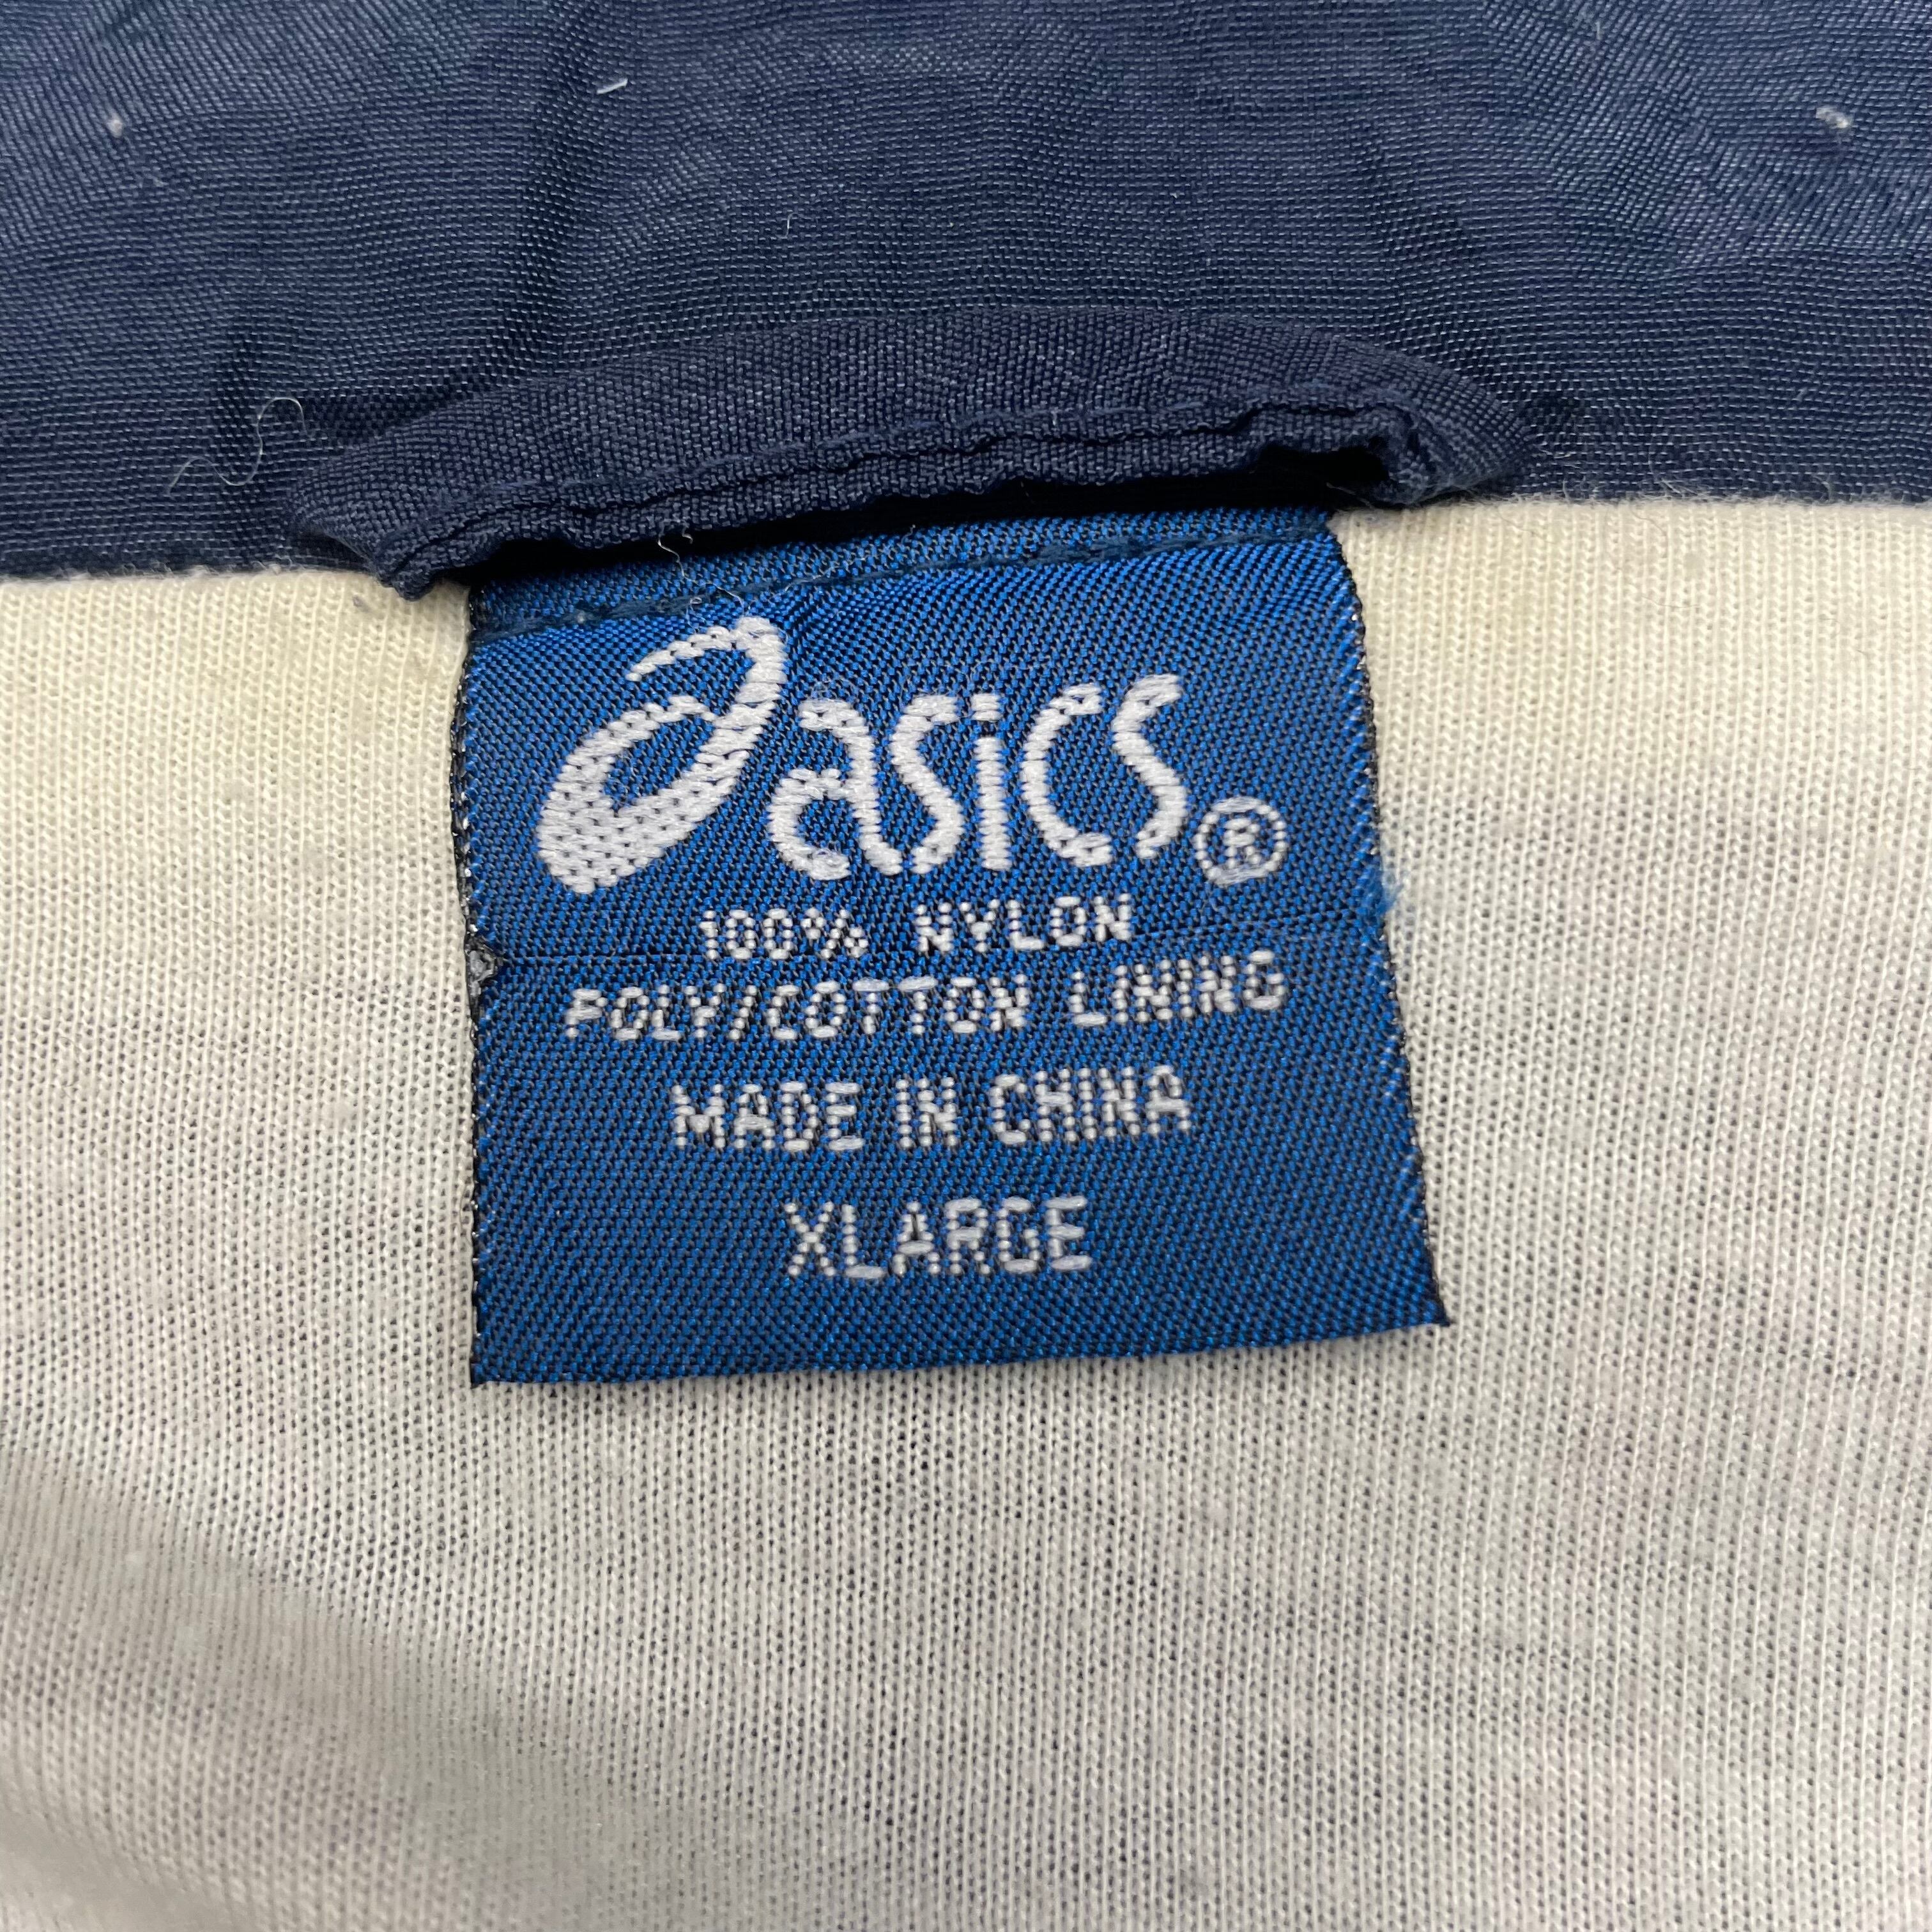 asics®
100% NYLON
POLY/COTTON LINING
MADE IN CHINA
XLARGE